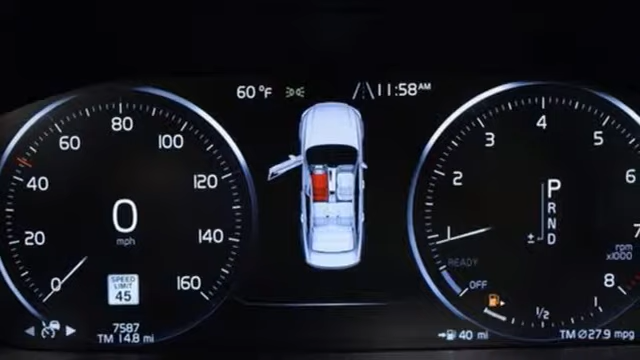 60 °F
11:58AM
0
20
40
60
80
100
120
140
160
0
mph
SPEED
LIMIT
45
7587
TM 14.8 mi
1
2
3
4
5
6
7
8
rpm
x1000
P
R
N
±D
READY
OFF
1/2
40 mi
TM ∅27.9 mpg